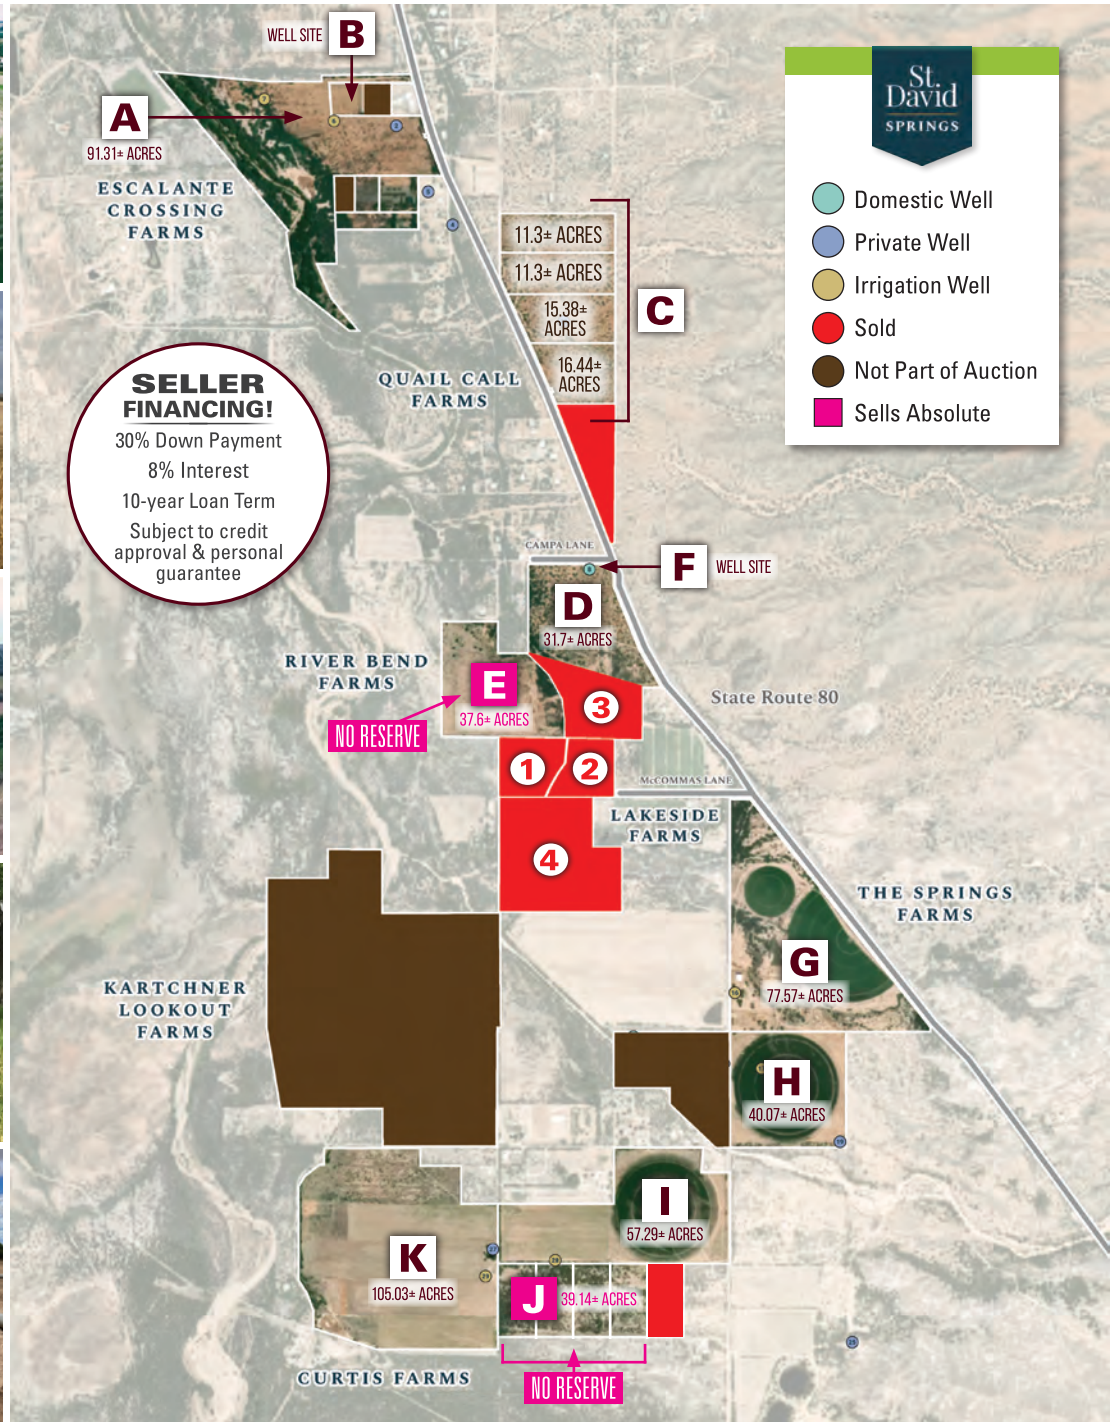 WELL SITE
B
A
91.31± ACRES
ESCALANTE
CROSSING
FARMS
St.
David
SPRINGS
Domestic Well
Private Well
Irrigation Well
Sold
Not Part of Auction
Sells Absolute
11.3± ACRES
11.3± ACRES
15.38±
ACRES
16.44±
ACRES
C
QUAIL CALL
FARMS
SELLER
FINANCING!
30% Down Payment
8% Interest
10-year Loan Term
Subject to credit
approval & personal
guarantee
CAMPA LANE
F
WELL SITE
D
31.7± ACRES
RIVER BEND
FARMS
E
37.6± ACRES
NO RESERVE
3
State Route 80
1
2
McCOMMAS LANE
LAKESIDE
FARMS
4
THE SPRINGS
FARMS
G
77.57± ACRES
KARTCHNER
LOOKOUT
FARMS
H
40.07± ACRES
I
57.29± ACRES
K
105.03± ACRES
J
39.14± ACRES
CURTIS FARMS
NO RESERVE